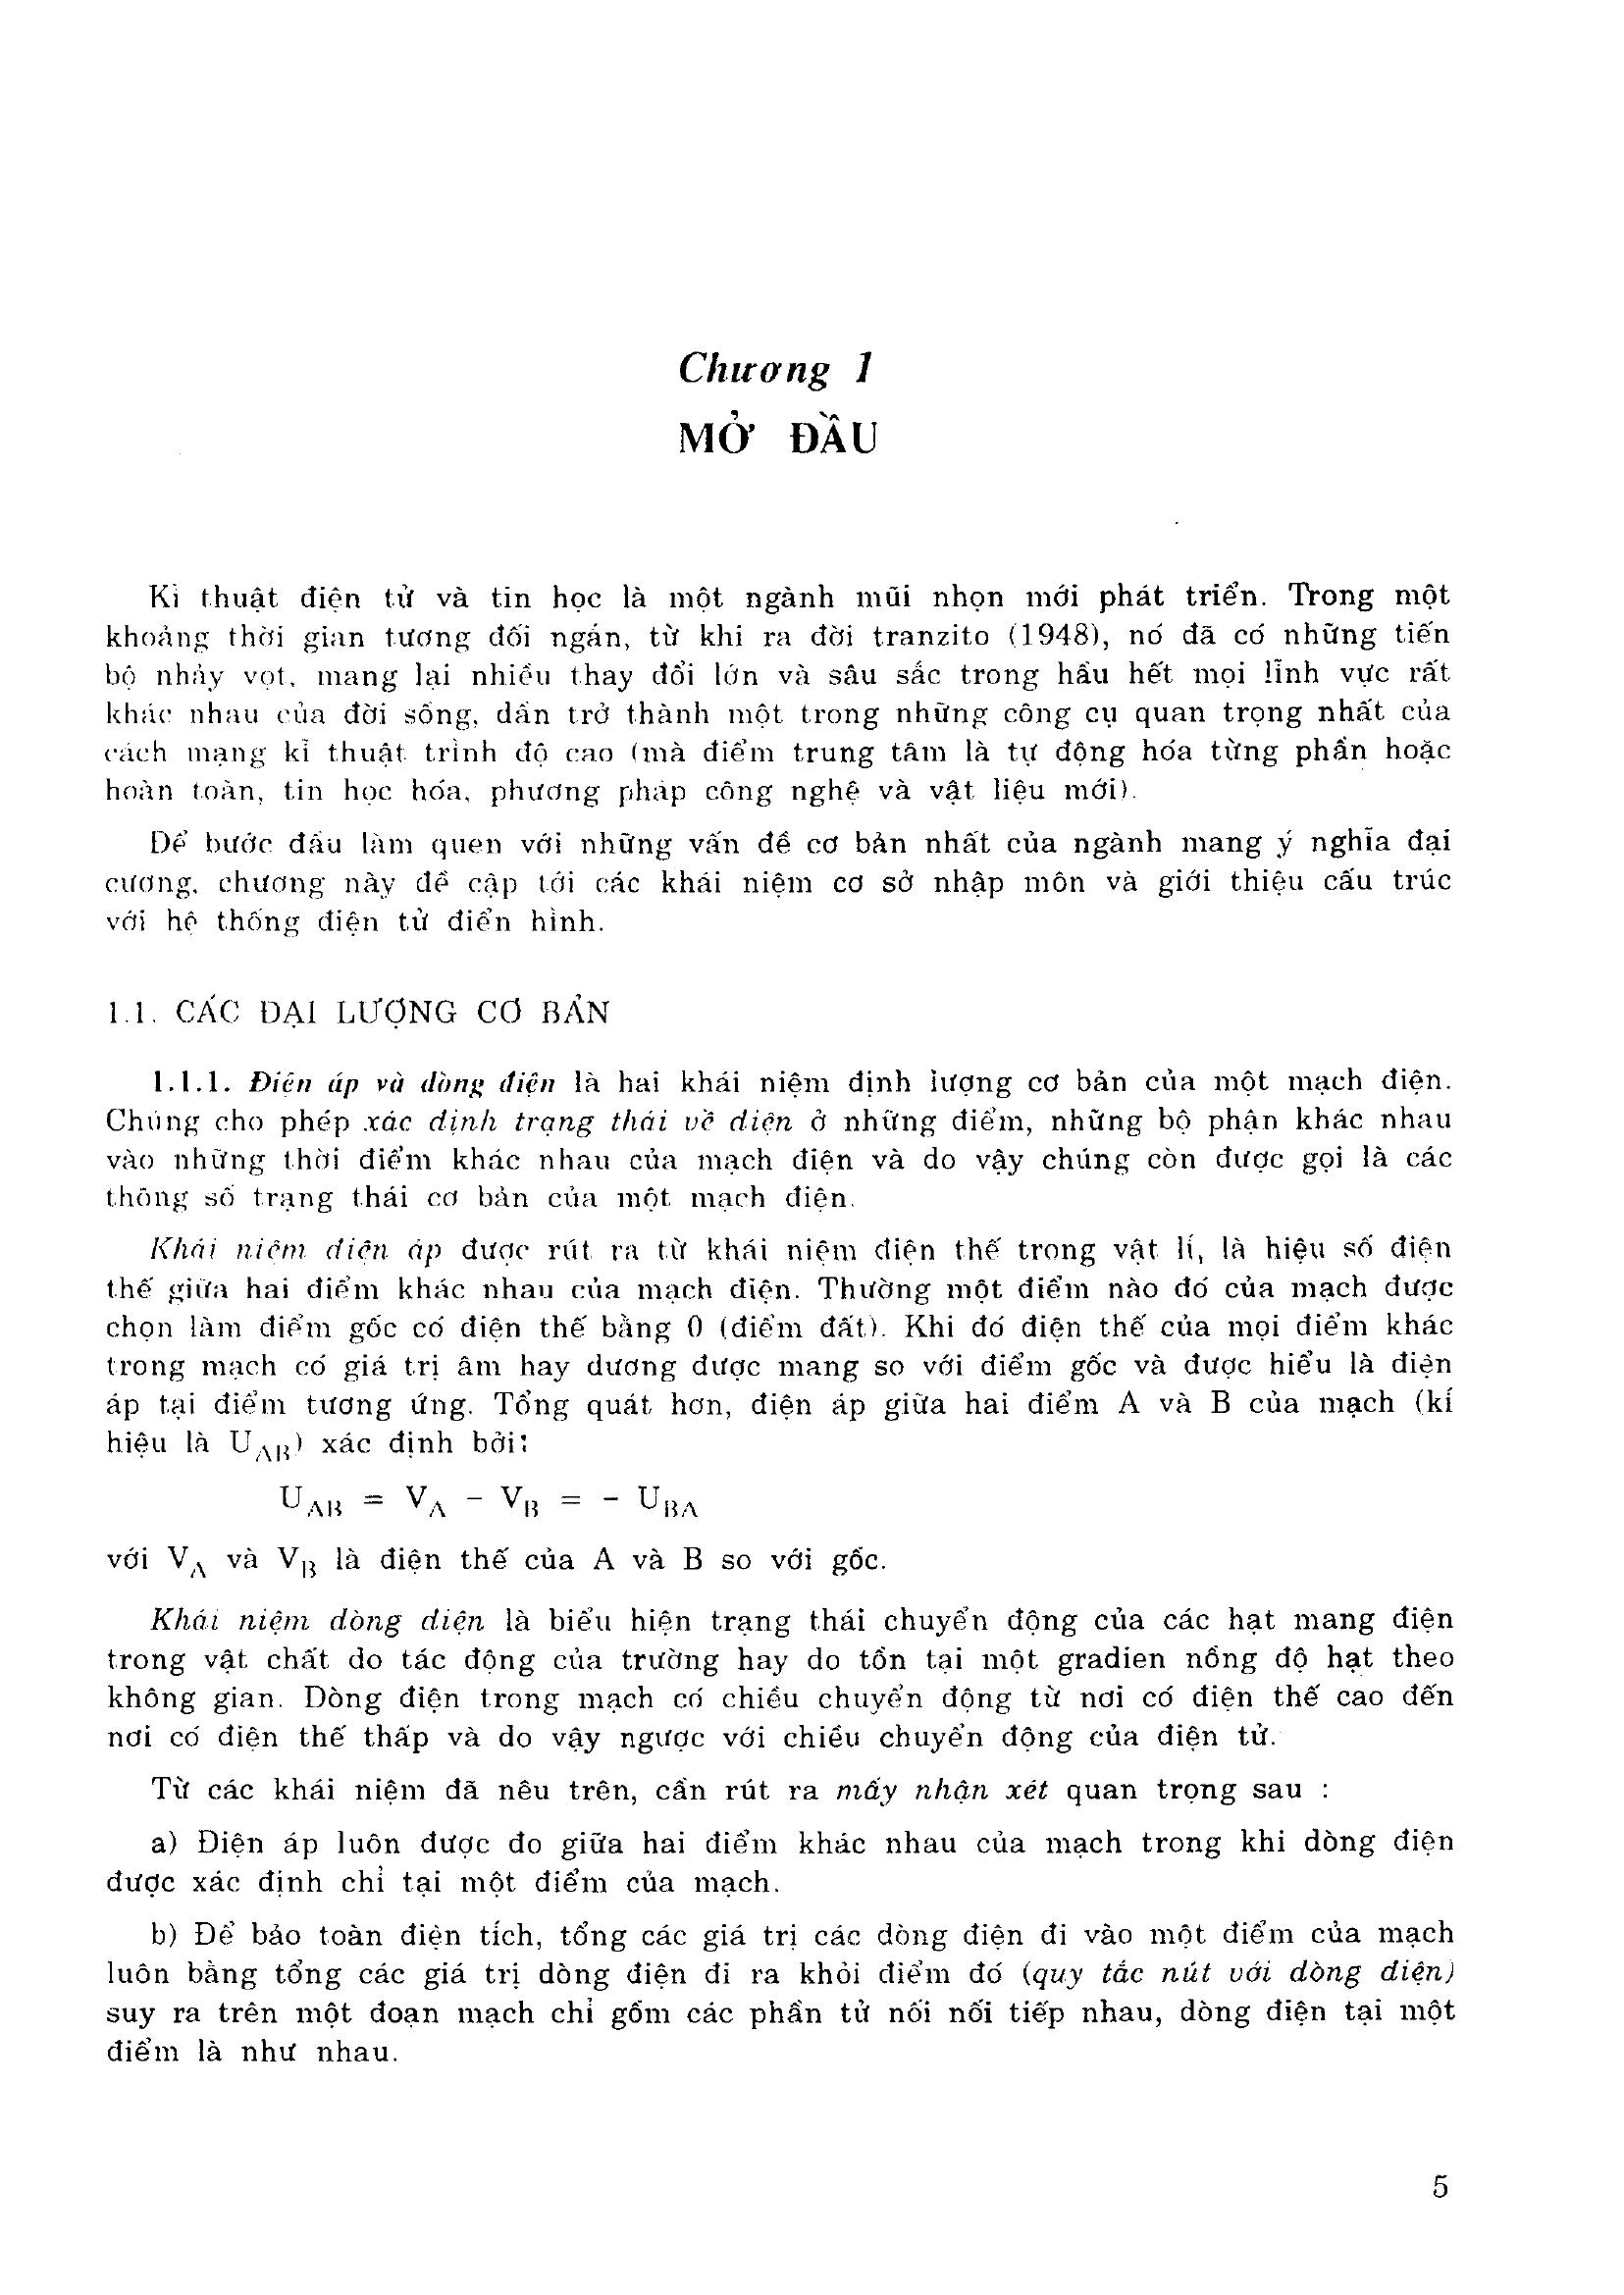 Chương 1
MỞ ĐẦU
Kĩ thuật điện tử và tin học là một ngành mũi nhọn mới phát triển. Trong một
khoảng thời gian tương đối ngắn, từ khi ra đời tranzito (1948), nó đã có những tiến
bộ nhảy vọt, mang lại nhiều thay đổi lớn và sâu sắc trong hầu hết mọi lĩnh vực rất
khác nhau của đời sống, dần trở thành một trong những công cụ quan trọng nhất của
cách mạng kĩ thuật trình độ cao (mà điểm trung tâm là tự động hóa từng phần hoặc
hoàn toàn, tin học hóa, phương pháp công nghệ và vật liệu mới).
Để bước đầu làm quen với những vấn đề cơ bản nhất của ngành mang ý nghĩa đại
cương, chương này đề cập tới các khái niệm cơ sở nhập môn và giới thiệu cấu trúc
với hệ thống điện tử điển hình.
1.1. CÁC ĐẠI LƯỢNG CƠ BẢN
1.1.1. Điện áp và dòng điện là hai khái niệm định lượng cơ bản của một mạch điện.
Chúng cho phép xác định trạng thái về điện ở những điểm, những bộ phận khác nhau
vào những thời điểm khác nhau của mạch điện và do vậy chúng còn được gọi là các
thông số trạng thái cơ bản của một mạch điện.
Khái niệm điện áp được rút ra từ khái niệm điện thế trong vật lí, là hiệu số điện
thế giữa hai điểm khác nhau của mạch điện. Thường một điểm nào đó của mạch được
chọn làm điểm gốc có điện thế bằng 0 (điểm đất). Khi đó điện thế của mọi điểm khác
trong mạch có giá trị âm hay dương được mang so với điểm gốc và được hiểu là điện
áp tại điểm tương ứng. Tổng quát hơn, điện áp giữa hai điểm A và B của mạch (kí
hiệu là U_AB) xác định bởi:
U_AB = V_A - V_B = - U_BA
với V_A và V_B là điện thế của A và B so với gốc.
Khái niệm dòng điện là biểu hiện trạng thái chuyển động của các hạt mang điện
trong vật chất do tác động của trường hay do tồn tại một gradien nồng độ hạt theo
không gian. Dòng điện trong mạch có chiều chuyển động từ nơi có điện thế cao đến
nơi có điện thế thấp và do vậy ngược với chiều chuyển động của điện tử.
Từ các khái niệm đã nêu trên, cần rút ra mấy nhận xét quan trọng sau :
a) Điện áp luôn được đo giữa hai điểm khác nhau của mạch trong khi dòng điện
được xác định chỉ tại một điểm của mạch.
b) Để bảo toàn điện tích, tổng các giá trị các dòng điện đi vào một điểm của mạch
luôn bằng tổng các giá trị dòng điện đi ra khỏi điểm đó (quy tắc nút với dòng điện)
suy ra trên một đoạn mạch chỉ gồm các phần tử nối nối tiếp nhau, dòng điện tại một
điểm là như nhau.
5